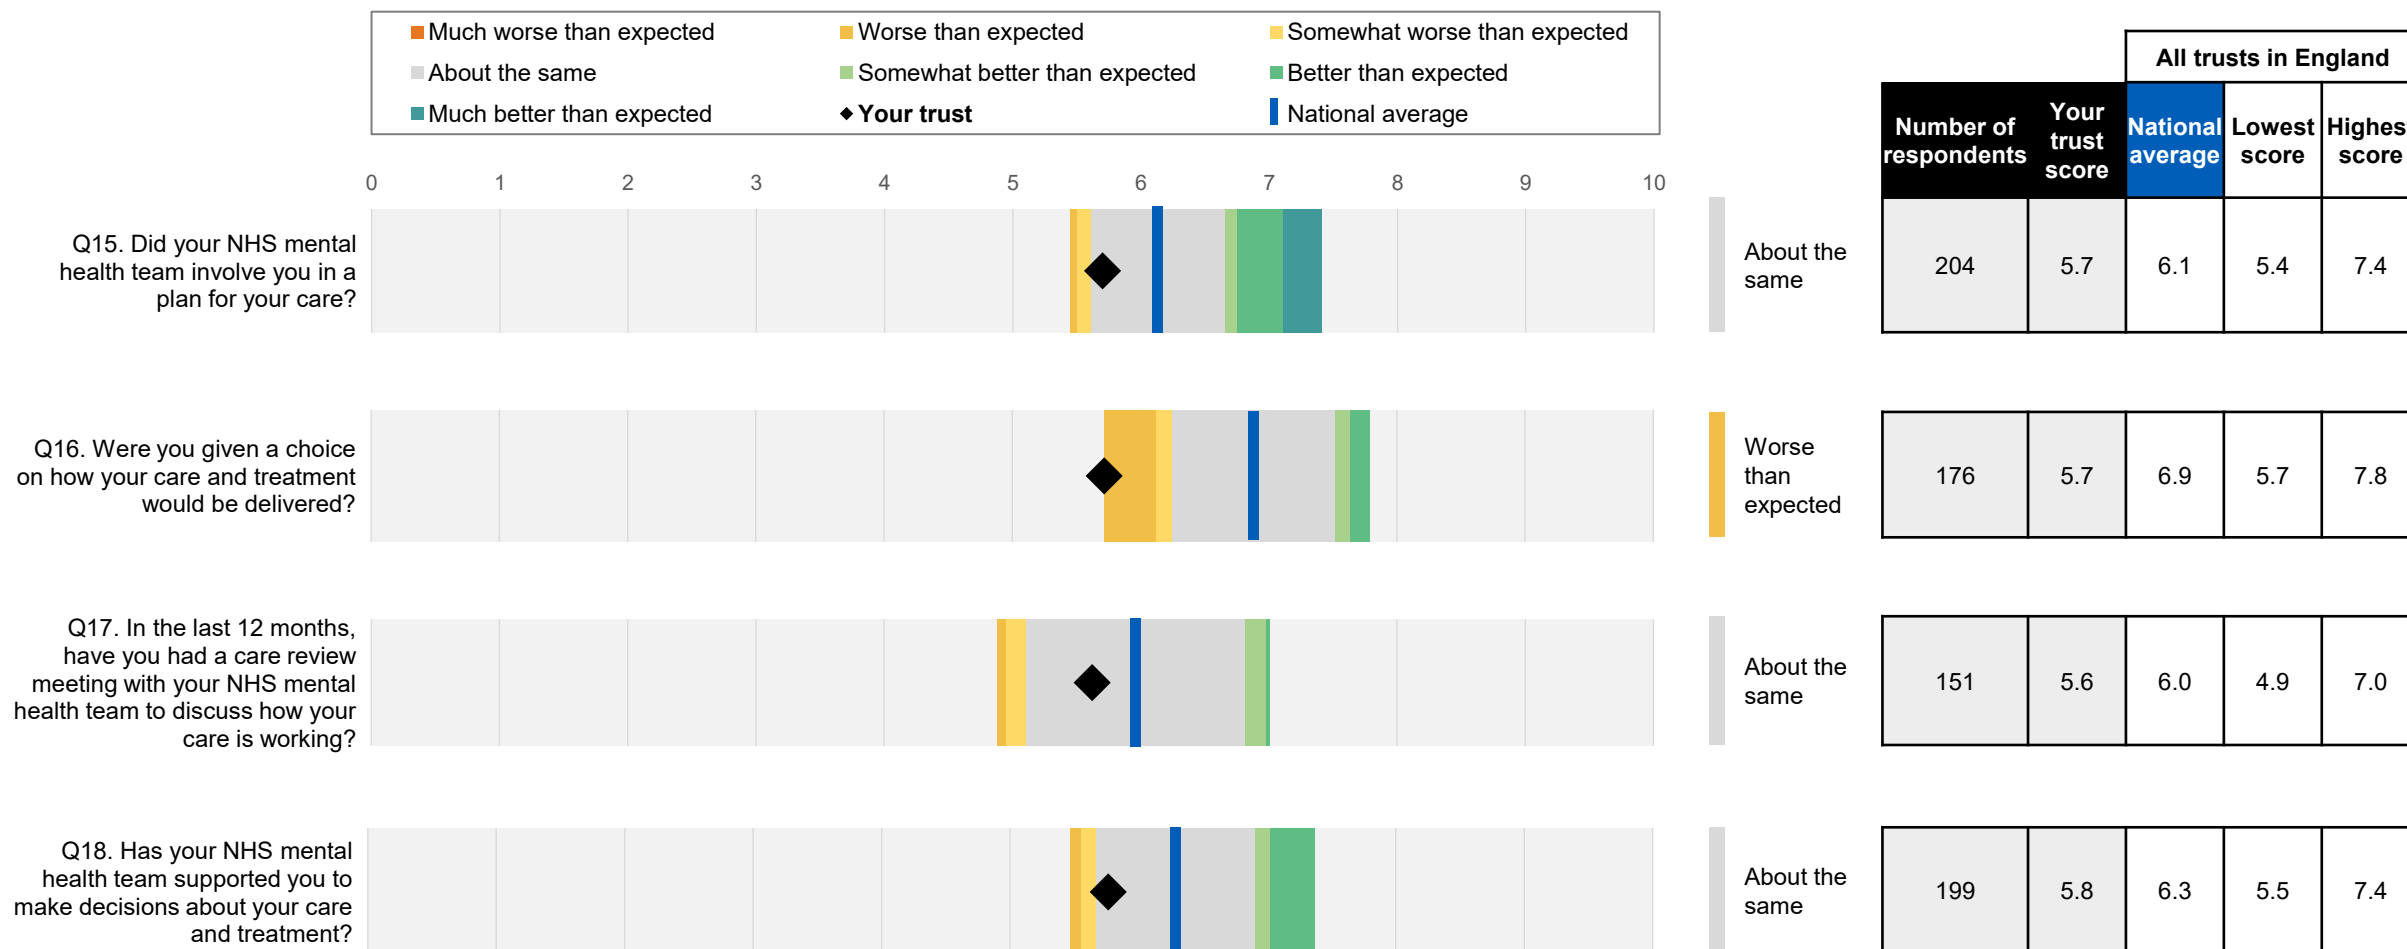 Much worse than expected
Worse than expected
Somewhat worse than expected
About the same
Somewhat better than expected
Better than expected
Much better than expected
Your trust
National average
All trusts in England
Number of
respondents
Your
trust
score
National
average
Lowest
score
Highes
score
0 1 2 3 4 5 6 7 8 9 10
Q15. Did your NHS mental
health team involve you in a
plan for your care?
About the
same
204 5.7 6.1 5.4 7.4
Q16. Were you given a choice
on how your care and treatment
would be delivered?
Worse
than
expected
176 5.7 6.9 5.7 7.8
Q17. In the last 12 months,
have you had a care review
meeting with your NHS mental
health team to discuss how your
care is working?
About the
same
151 5.6 6.0 4.9 7.0
Q18. Has your NHS mental
health team supported you to
make decisions about your care
and treatment?
About the
same
199 5.8 6.3 5.5 7.4